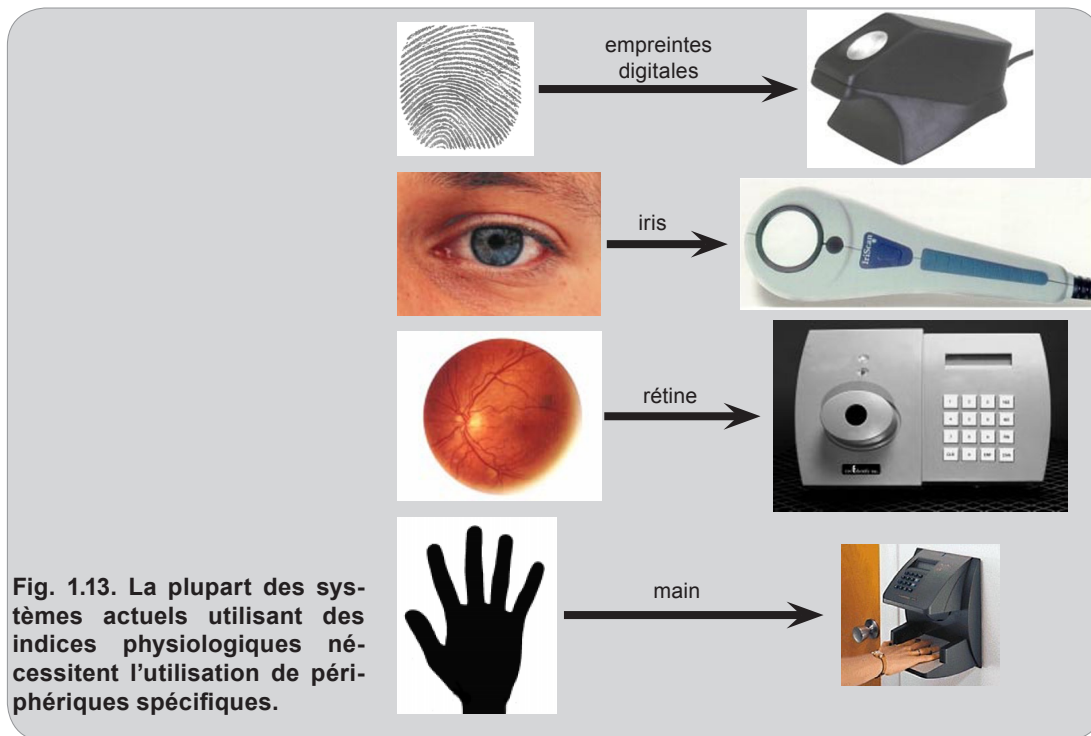 empreintes
digitales
iris
IriScan
rétine
main
Fig. 1.13. La plupart des sys-
tèmes actuels utilisant des
indices physiologiques né-
cessitent l’utilisation de péri-
phériques spécifiques.